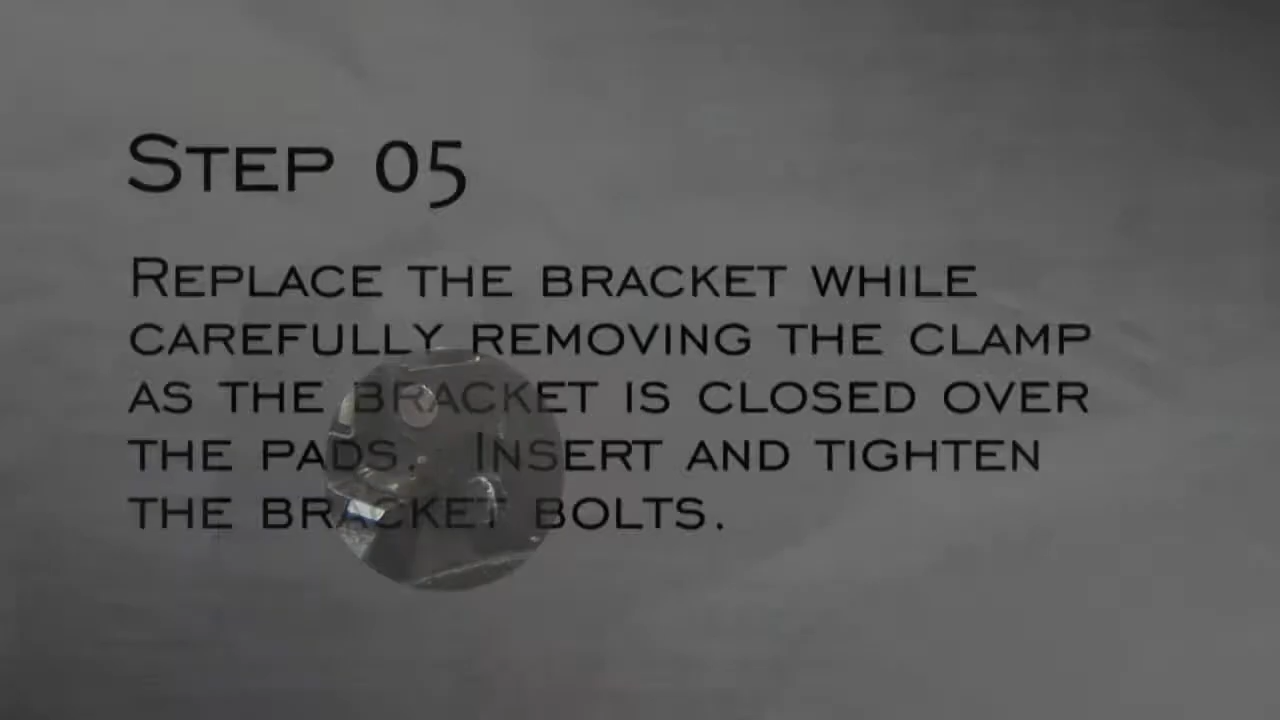 STEP 05
REPLACE THE BRACKET WHILE
CAREFULLY REMOVING THE CLAMP
AS THE BRACKET IS CLOSED OVER
THE PADS. INSERT AND TIGHTEN
THE BRACKET BOLTS.